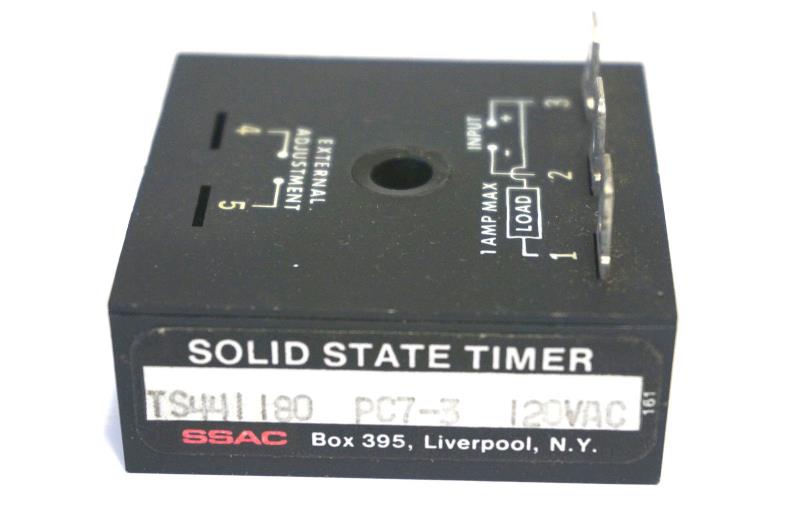 4
5
EXTERNAL
ADJUSTMENT
INPUT
+
-
3
2
1
1 AMP MAX
LOAD
SOLID STATE TIMER
TS441180 PC7-3 120VAC
161
SSAC Box 395, Liverpool, N.Y.